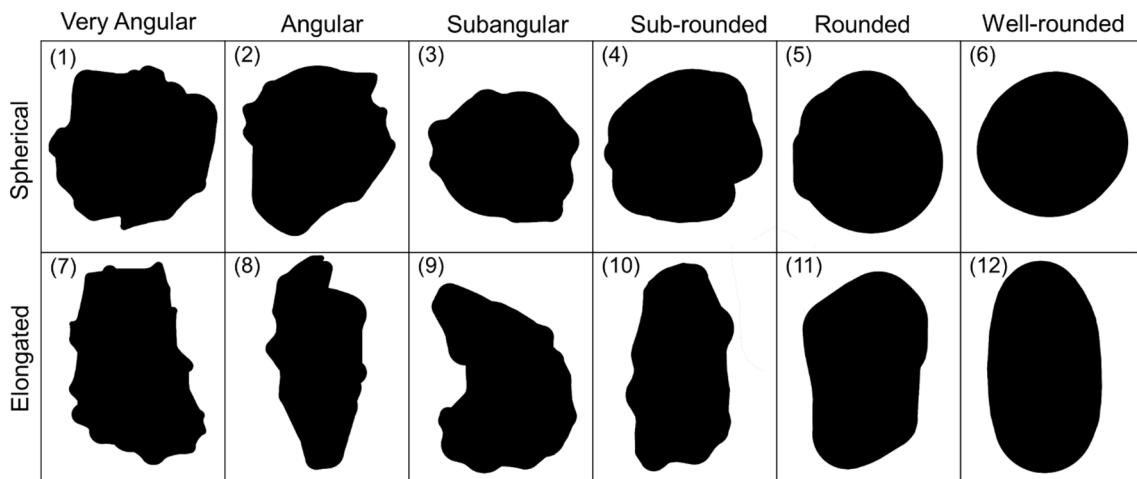 Very Angular Angular Subangular Sub-rounded Rounded Well-rounded
(1) (2) (3) (4) (5) (6)
Spherical
(7) (8) (9) (10) (11) (12)
Elongated